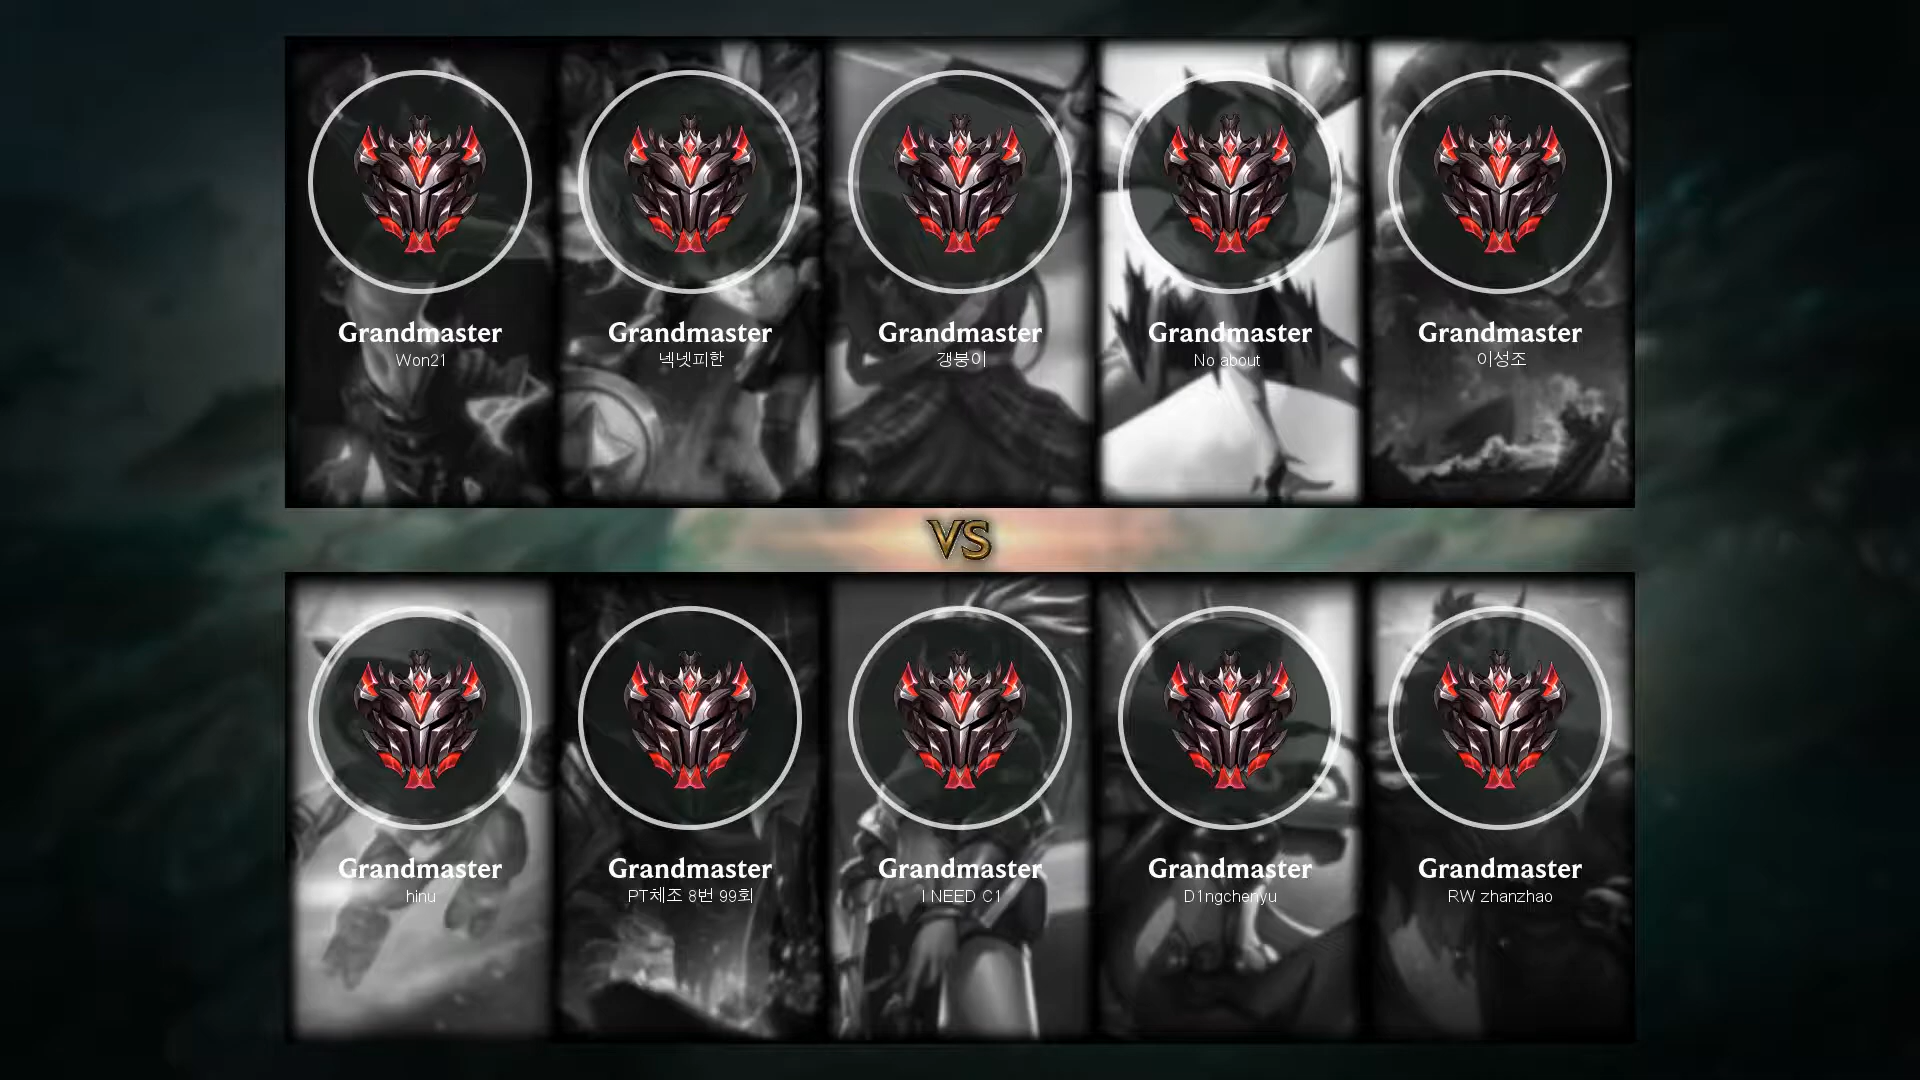 Grandmaster
Won21
Grandmaster
넥넷피한
Grandmaster
갱붕이
Grandmaster
No about
Grandmaster
이성조
VS
Grandmaster
hinu
Grandmaster
PT체조 8번 99회
Grandmaster
I NEED C1
Grandmaster
D1ngchenyu
Grandmaster
RW zhanzhao